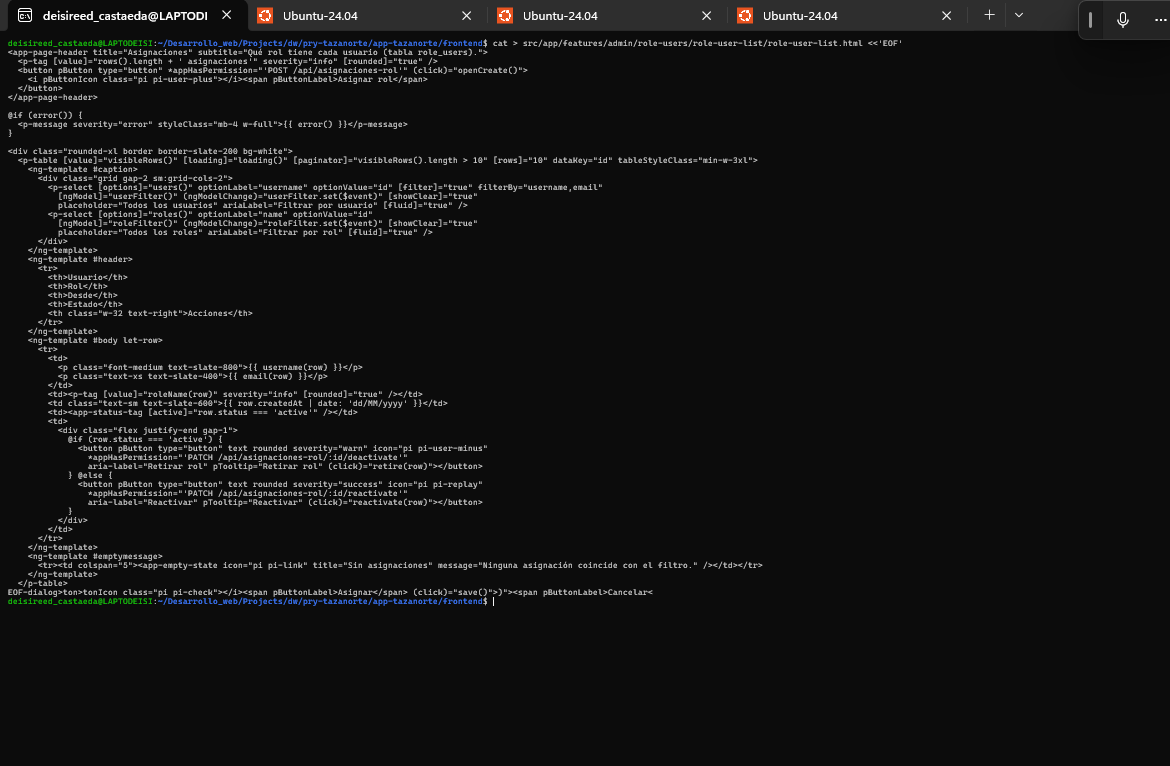 deisireed_castaeda@LAPTODI
Ubuntu-24.04
Ubuntu-24.04
Ubuntu-24.04
deisireed_castaeda@LAPTODEISI:~/Desarrollo_web/Projects/dw/pry-tazanorte/app-tazanorte/frontend$ cat > src/app/features/admin/role-users/role-user-list/role-user-list.html <<'EOF'
<app-page-header title="Asignaciones" subtitle="Qué rol tiene cada usuario (tabla role_users).">
  <p-tag [value]="rows().length + ' asignaciones'" severity="info" [rounded]="true" />
  <button pButton type="button" *appHasPermission="'POST /api/asignaciones-rol'" (click)="openCreate()">
    <i pButtonIcon class="pi pi-user-plus"></i><span pButtonLabel>Asignar rol</span>
  </button>
</app-page-header>
@if (error()) {
  <p-message severity="error" styleClass="mb-4 w-full">{{ error() }}</p-message>
}
<div class="rounded-xl border border-slate-200 bg-white">
  <p-table [value]="visibleRows()" [loading]="loading()" [paginator]="visibleRows().length > 10" [rows]="10" dataKey="id" tableStyleClass="min-w-3xl">
    <ng-template #caption>
      <div class="grid gap-2 sm:grid-cols-2">
        <p-select [options]="users()" optionLabel="username" optionValue="id" [filter]="true" filterBy="username,email"
          [ngModel]="userFilter()" (ngModelChange)="userFilter.set($event)" [showClear]="true"
          placeholder="Todos los usuarios" ariaLabel="Filtrar por usuario" [fluid]="true" />
        <p-select [options]="roles()" optionLabel="name" optionValue="id"
          [ngModel]="roleFilter()" (ngModelChange)="roleFilter.set($event)" [showClear]="true"
          placeholder="Todos los roles" ariaLabel="Filtrar por rol" [fluid]="true" />
      </div>
    </ng-template>
    <ng-template #header>
      <tr>
        <th>Usuario</th>
        <th>Rol</th>
        <th>Desde</th>
        <th>Estado</th>
        <th class="w-32 text-right">Acciones</th>
      </tr>
    </ng-template>
    <ng-template #body let-row>
      <tr>
        <td>
          <p class="font-medium text-slate-800">{{ username(row) }}</p>
          <p class="text-xs text-slate-400">{{ email(row) }}</p>
        </td>
        <td><p-tag [value]="roleName(row)" severity="info" [rounded]="true" /></td>
        <td class="text-sm text-slate-600">{{ row.createdAt | date: 'dd/MM/yyyy' }}</td>
        <td><app-status-tag [active]="row.status === 'active'" /></td>
        <td>
          <div class="flex justify-end gap-1">
            @if (row.status === 'active') {
              <button pButton type="button" text rounded severity="warn" icon="pi pi-user-minus"
                *appHasPermission="'PATCH /api/asignaciones-rol/:id/deactivate'"
                aria-label="Retirar rol" pTooltip="Retirar rol" (click)="retire(row)"></button>
            } @else {
              <button pButton type="button" text rounded severity="success" icon="pi pi-replay"
                *appHasPermission="'PATCH /api/asignaciones-rol/:id/reactivate'"
                aria-label="Reactivar" pTooltip="Reactivar" (click)="reactivate(row)"></button>
            }
          </div>
        </td>
      </tr>
    </ng-template>
    <ng-template #emptymessage>
      <tr><td colspan="5"><app-empty-state icon="pi pi-link" title="Sin asignaciones" message="Ninguna asignación coincide con el filtro." /></td></tr>
    </ng-template>
  </p-table>
EOF-dialog>ton>tonIcon class="pi pi-check"></i><span pButtonLabel>Asignar</span> (click)="save()">)"><span pButtonLabel>Cancelar<
deisireed_castaeda@LAPTODEISI:~/Desarrollo_web/Projects/dw/pry-tazanorte/app-tazanorte/frontend$